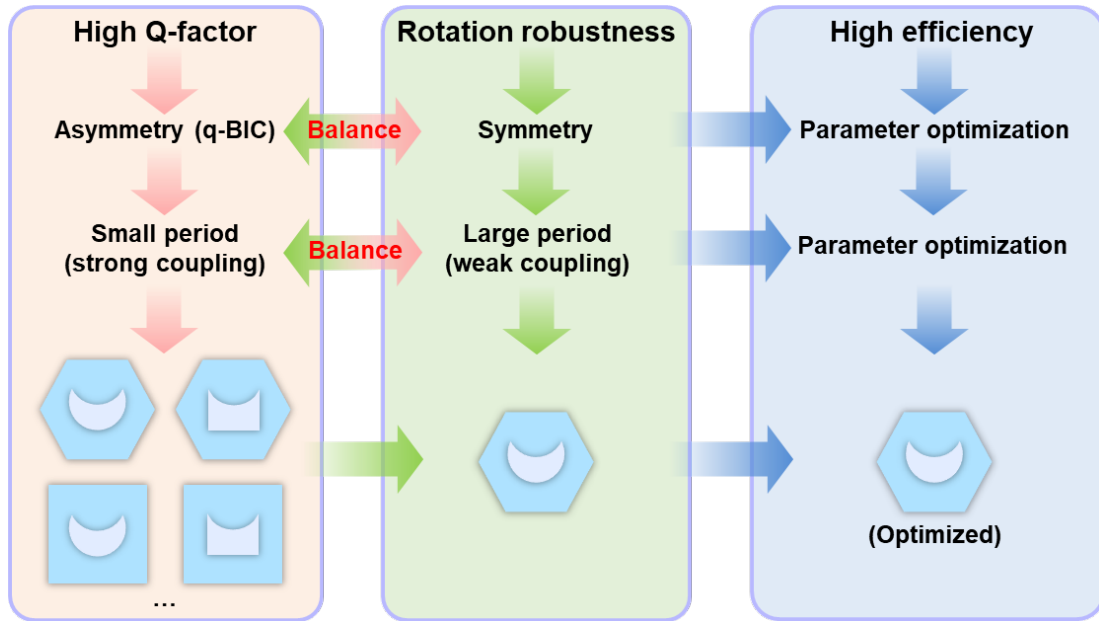 High Q-factor
Rotation robustness
High efficiency
Asymmetry (q-BIC)
Balance
Symmetry
Parameter optimization
Small period
(strong coupling)
Balance
Large period
(weak coupling)
Parameter optimization
(Optimized)
...